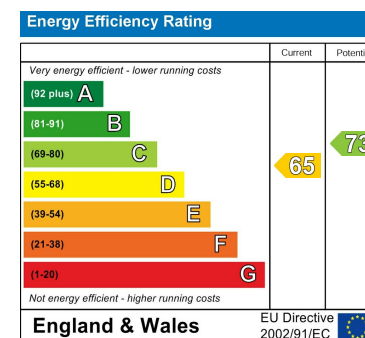 Energy Efficiency Rating
Current Potenti
Very energy efficient - lower running costs
(92 plus) A
(81-91) B
(69-80) C
73
(55-68) D
65
(39-54) E
(21-38) F
(1-20) G
Not energy efficient - higher running costs
England & Wales
EU Directive
2002/91/EC